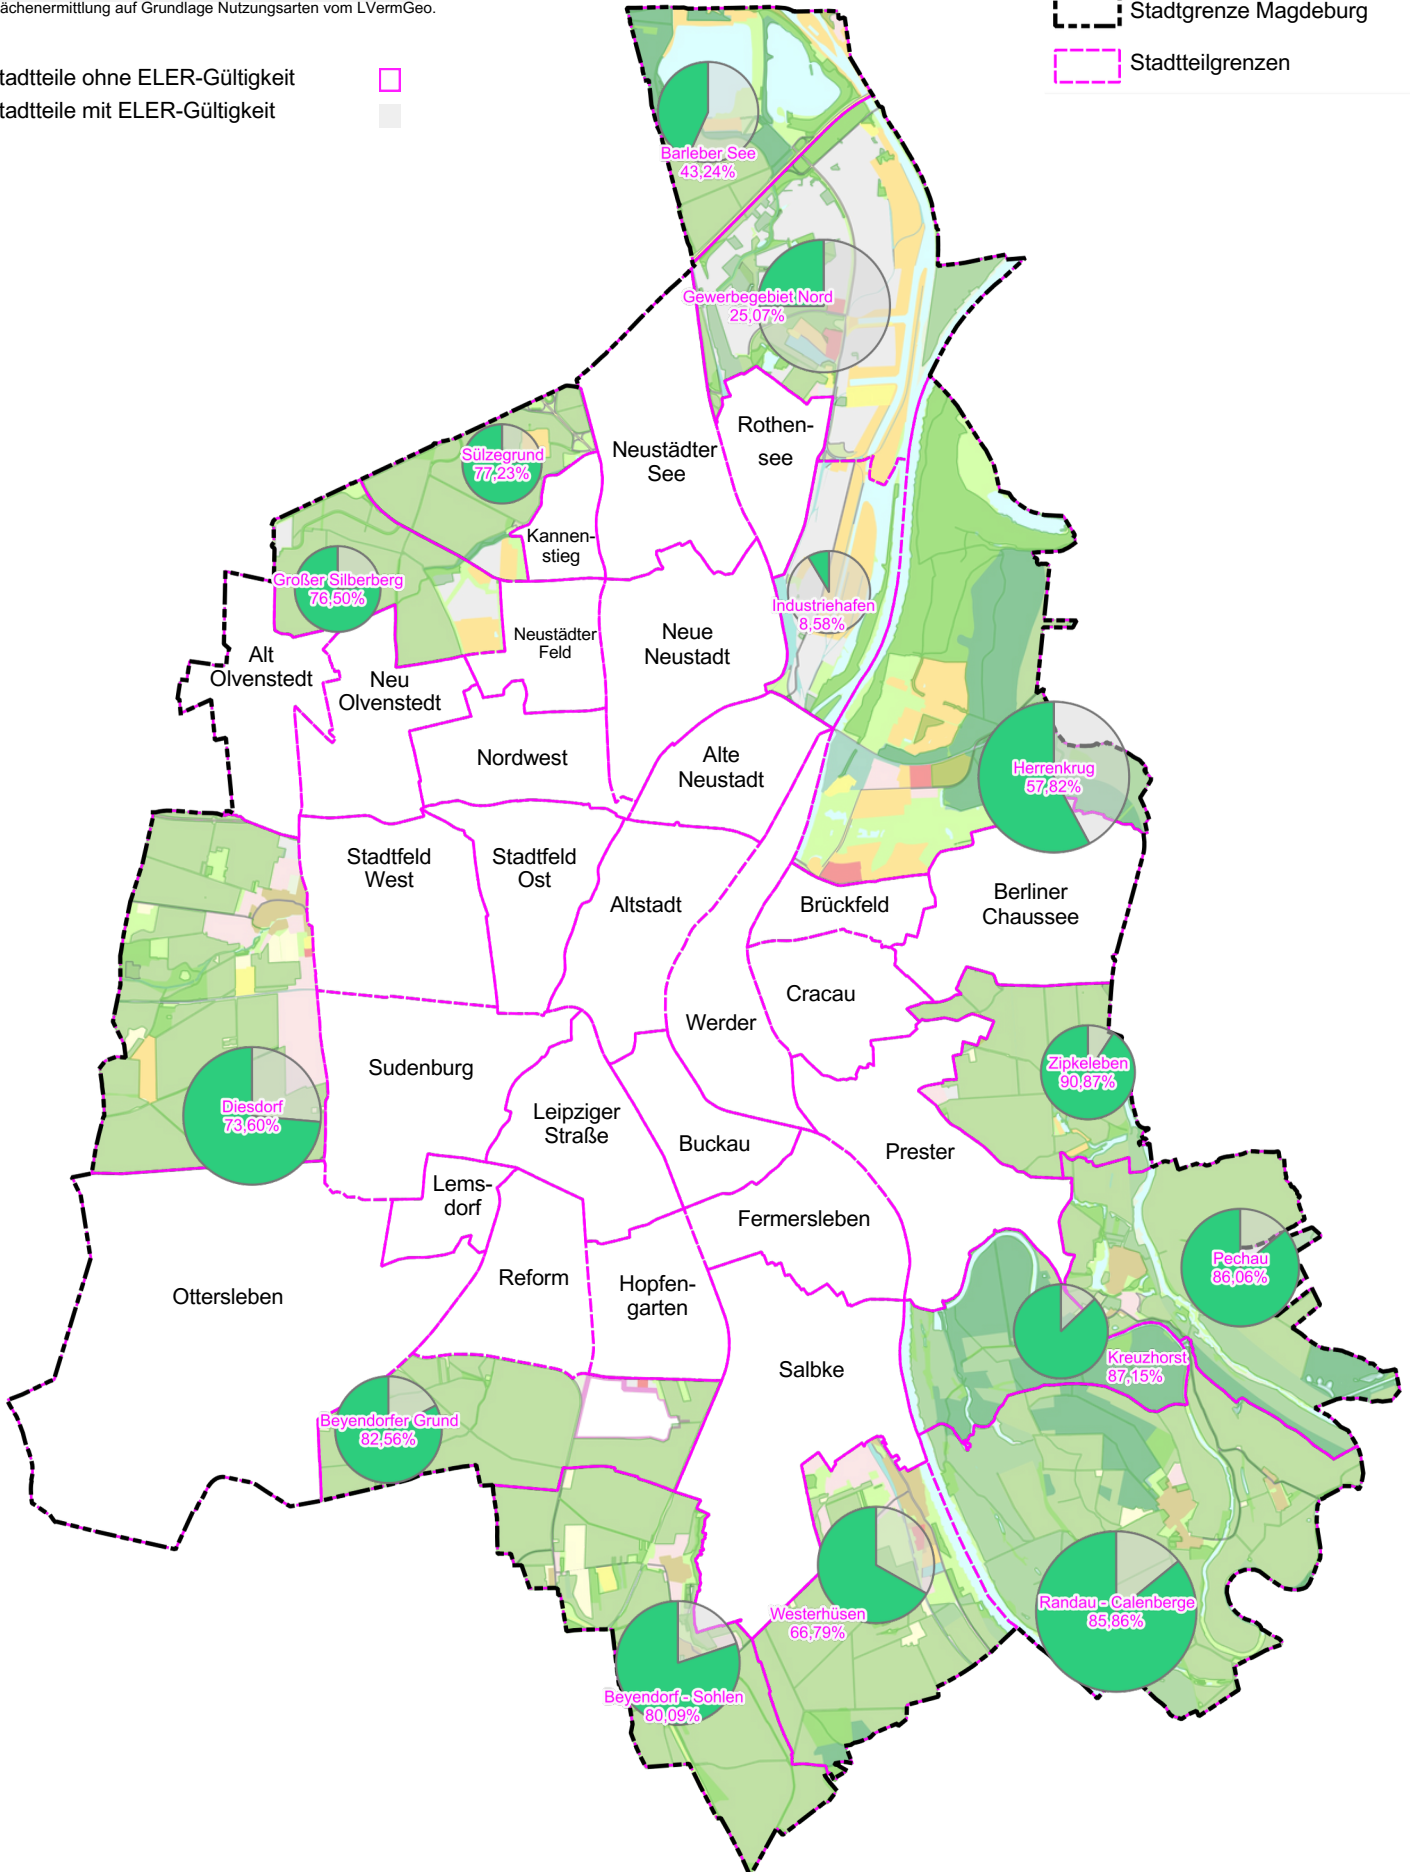 ächenermittlung auf Grundlage Nutzungsarten vom LVermGeo.
tadtteile ohne ELER-Gültigkeit
tadtteile mit ELER-Gültigkeit
Stadtgrenze Magdeburg
Stadtteilgrenzen
Barleber See
43,24%
Gewerbegebiet Nord
25,07%
Rothen-
see
Neustädter
See
Sülzegrund
77,23%
Kannen-
stieg
Großer Silberberg
76,50%
Industriehafen
8,58%
Neustädter
Feld
Neue
Neustadt
Alt
Olvenstedt
Neu
Olvenstedt
Nordwest
Alte
Neustadt
Herrenkrug
57,82%
Stadtfeld
West
Stadtfeld
Ost
Altstadt
Brückfeld
Berliner
Chaussee
Cracau
Werder
Sudenburg
Zipkeleben
90,87%
Diesdorf
73,60%
Leipziger
Straße
Buckau
Prester
Lems-
dorf
Fermersleben
Pechau
86,06%
Ottersleben
Reform
Hopfen-
garten
Salbke
Kreuzhorst
87,15%
Beyendorfer Grund
82,56%
Westerhüsen
66,79%
Randau - Calenberge
85,86%
Beyendorf - Sohlen
80,09%